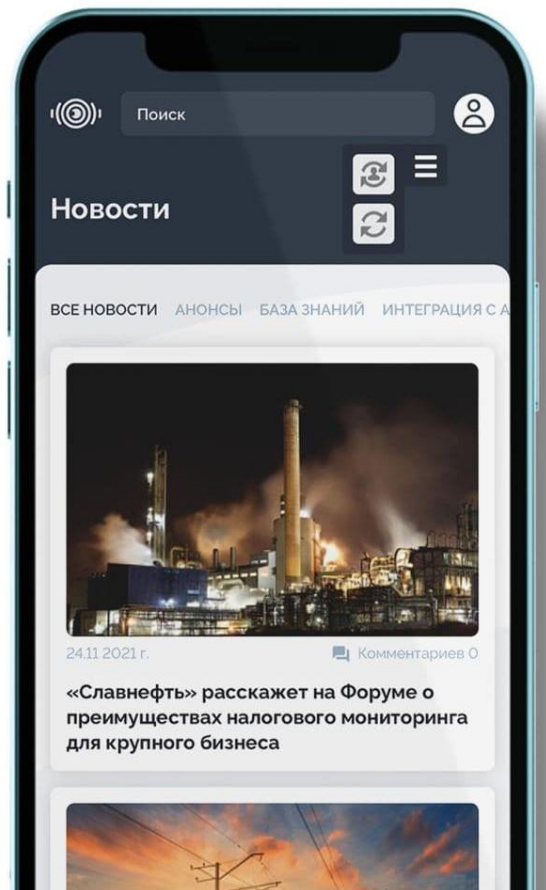 Поиск
Новости
ВСЕ НОВОСТИ АНОНСЫ БАЗА ЗНАНИЙ ИНТЕГРАЦИЯ С А
24.11 2021 г. Комментариев 0
«Славнефть» расскажет на Форуме о
преимуществах налогового мониторинга
для крупного бизнеса